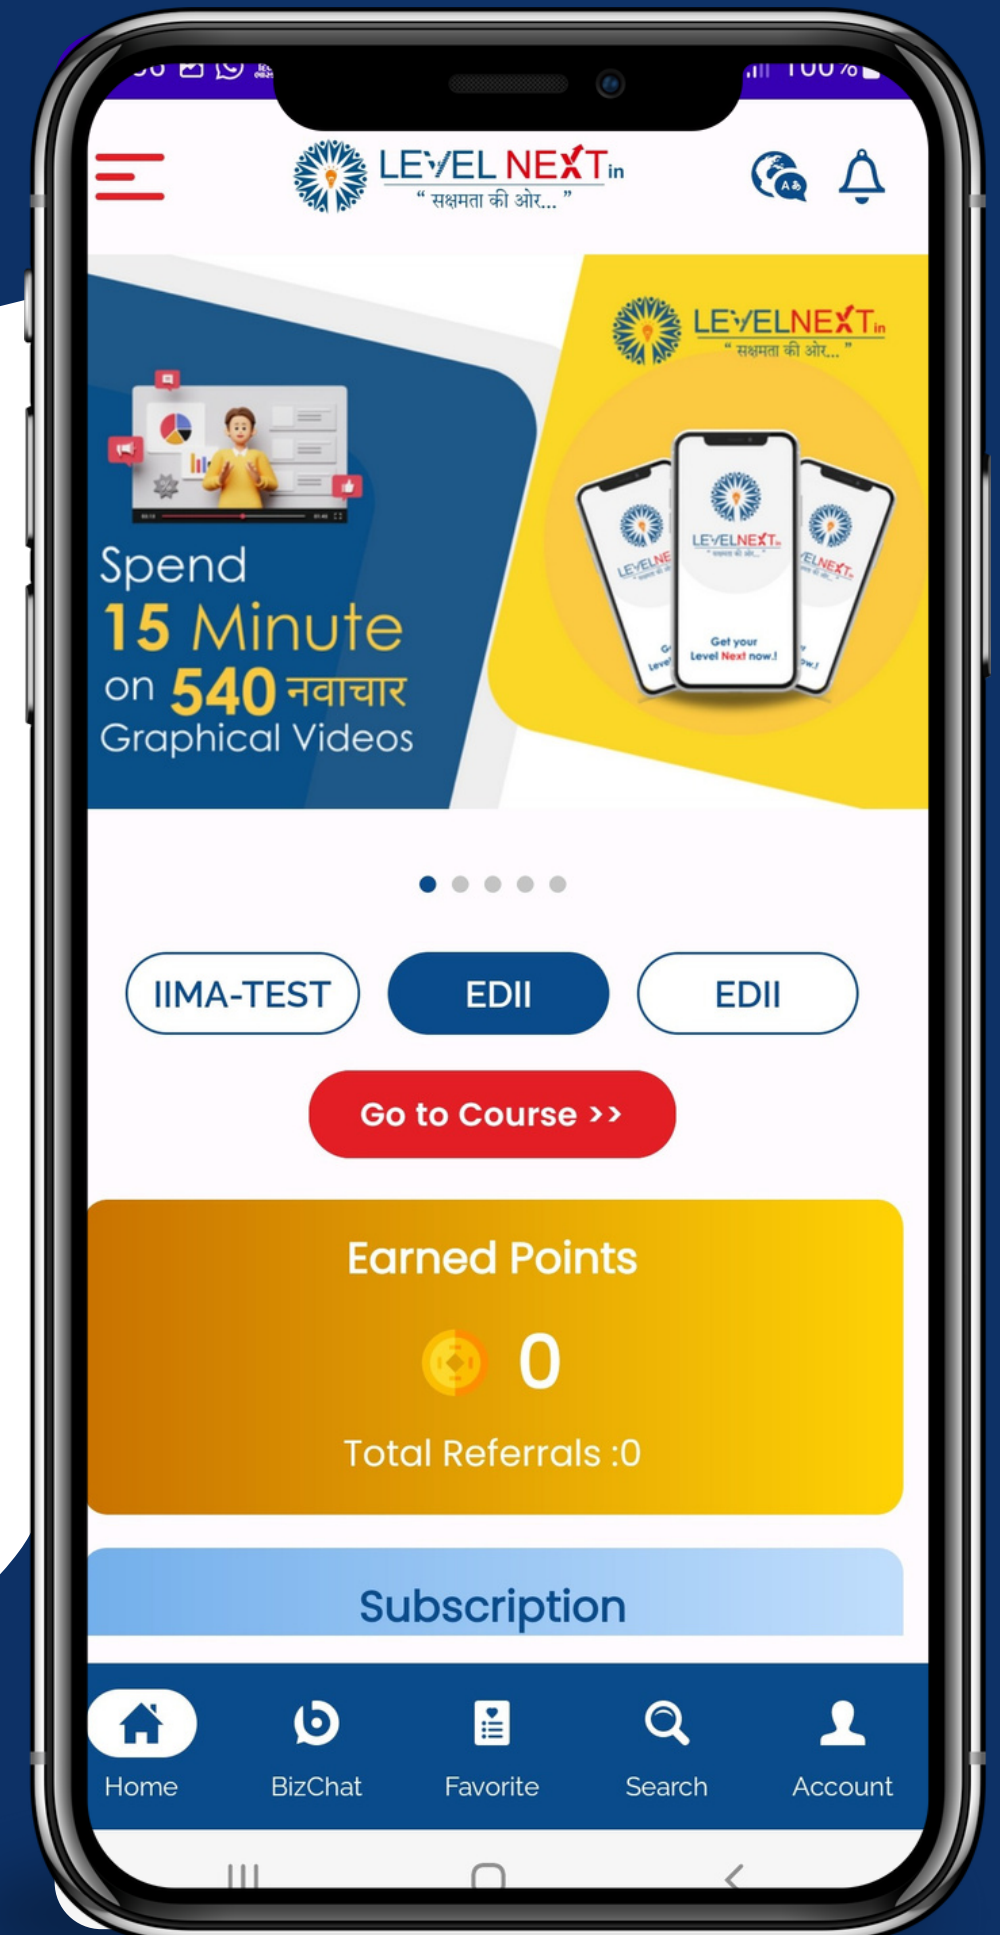 100%
LEVEL NEXT in
“ सक्षमता की ओर... ”
LEVELNEXT in
“ सक्षमता की ओर... ”
Spend
15 Minute
on 540 नवाचार
Graphical Videos
LEVELNEXT
Get your
Level Next now.!
IIMA-TEST
EDII
EDII
Go to Course >>
Earned Points
0
Total Referrals :0
Subscription
Home
BizChat
Favorite
Search
Account